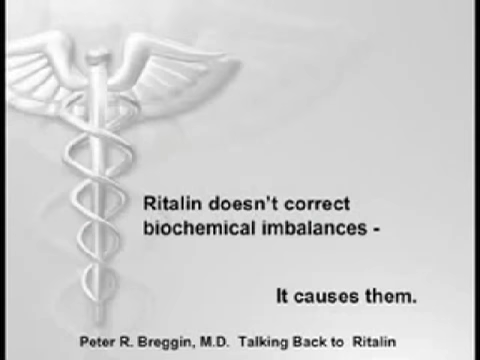 Ritalin doesn't correct
biochemical imbalances -
It causes them.
Peter R. Breggin, M.D. Talking Back to Ritalin